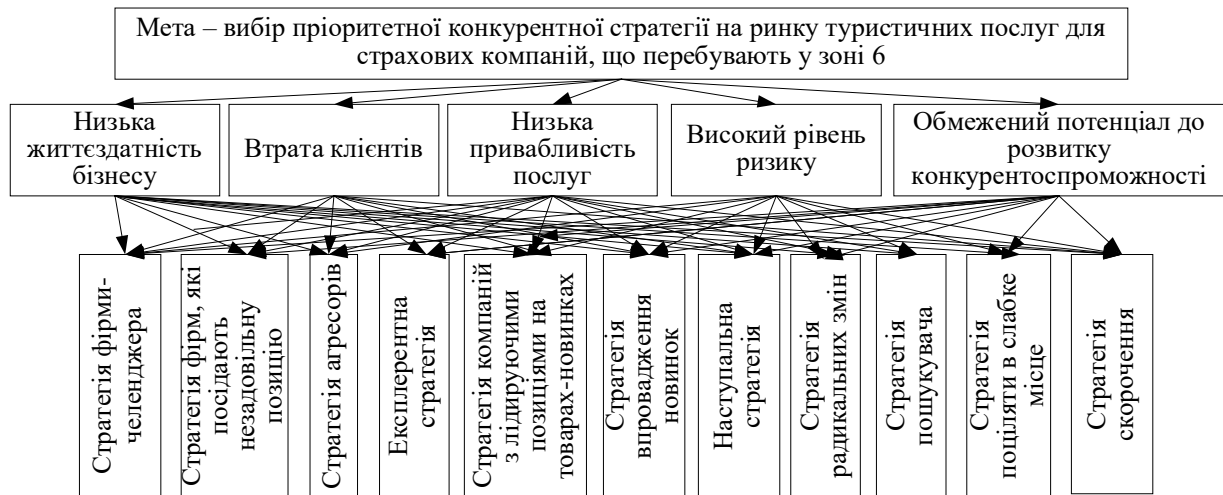 Мета – вибір пріоритетної конкурентної стратегії на ринку туристичних послуг для
страхових компаній, що перебувають у зоні 6
Низька
життєздатність
бізнесу
Втрата клієнтів
Низька
привабливість
послуг
Високий рівень
ризику
Обмежений потенціал до
розвитку
конкурентоспроможності
Стратегія фірми-
челенджера
Стратегія фірм, які
посідають
незадовільну
позицію
Стратегія агресорів
Експлерентна
стратегія
Стратегія компаній
з лідируючими
позиціями на
товарах-новинках
Стратегія
впровадження
новинок
Наступальна
стратегія
Стратегія
радикальних змін
Стратегія
пошукувача
Стратегія
поціляти в слабке
місце
Стратегія
скорочення